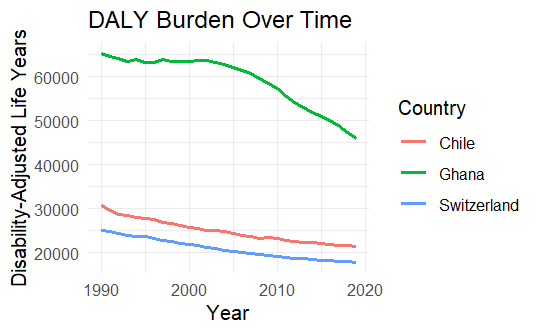 DALY Burden Over Time
Disability-Adjusted Life Years
60000
50000
40000
30000
20000
1990
2000
2010
2020
Year
Country
Chile
Ghana
Switzerland